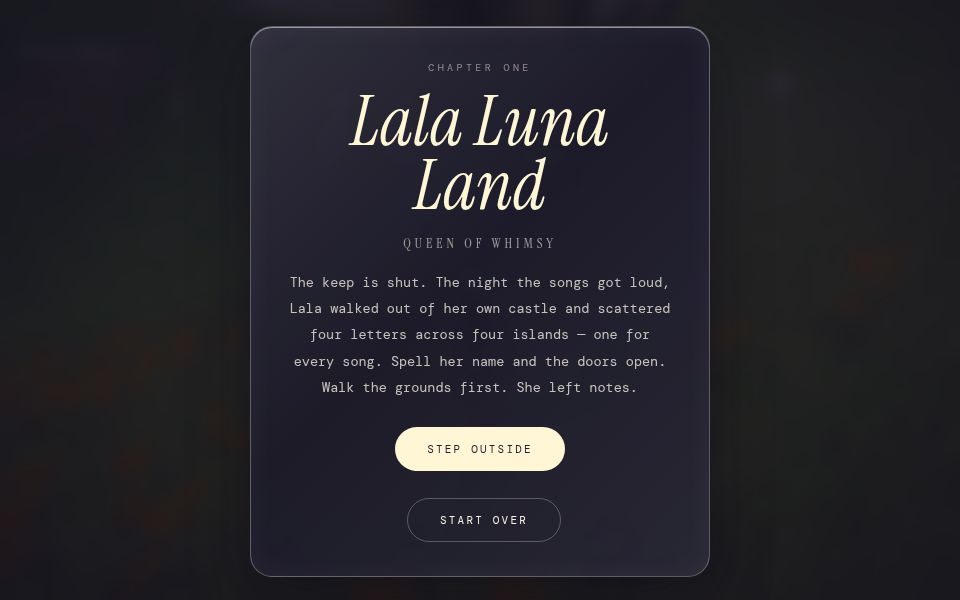 CHAPTER ONE
Lala Luna
Land
QUEEN OF WHIMSY
The keep is shut. The night the songs got loud,
Lala walked out of her own castle and scattered
four letters across four islands — one for
every song. Spell her name and the doors open.
Walk the grounds first. She left notes.
STEP OUTSIDE
START OVER